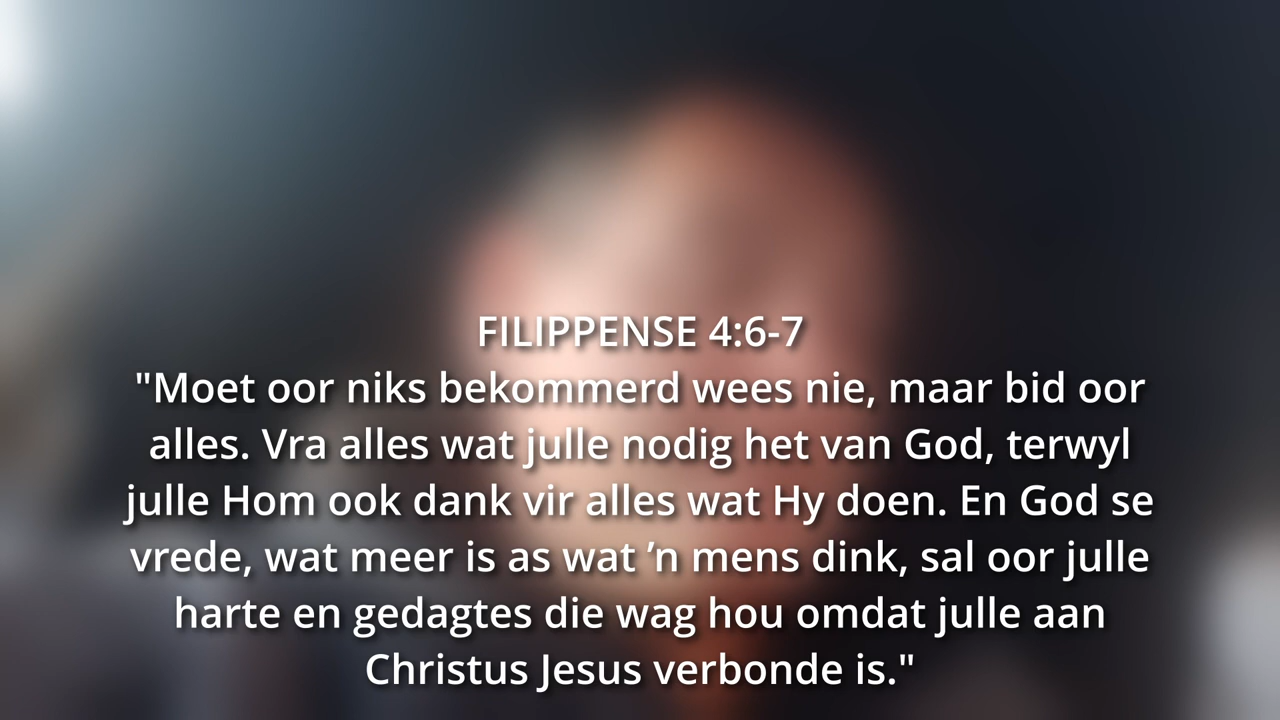 FILIPPENSE 4:6-7
"Moet oor niks bekommerd wees nie, maar bid oor
alles. Vra alles wat julle nodig het van God, terwyl
julle Hom ook dank vir alles wat Hy doen. En God se
vrede, wat meer is as wat ’n mens dink, sal oor julle
harte en gedagtes die wag hou omdat julle aan
Christus Jesus verbonde is."